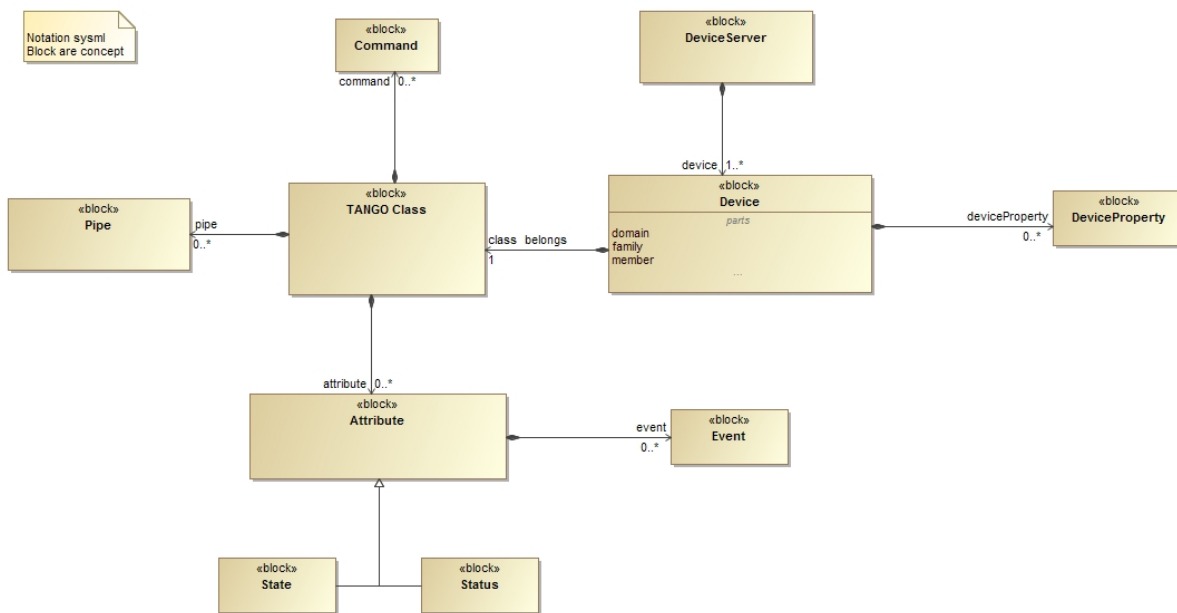 Notation sysml
Block are concept
«block»
Command
command 0..*
«block»
DeviceServer
device 1..*
«block»
Pipe
pipe
0..*
«block»
TANGO Class
class belongs
1
«block»
Device
parts
domain
family
member
...
deviceProperty
0..*
«block»
DeviceProperty
attribute 0..*
«block»
Attribute
event
0..*
«block»
Event
«block»
State
«block»
Status